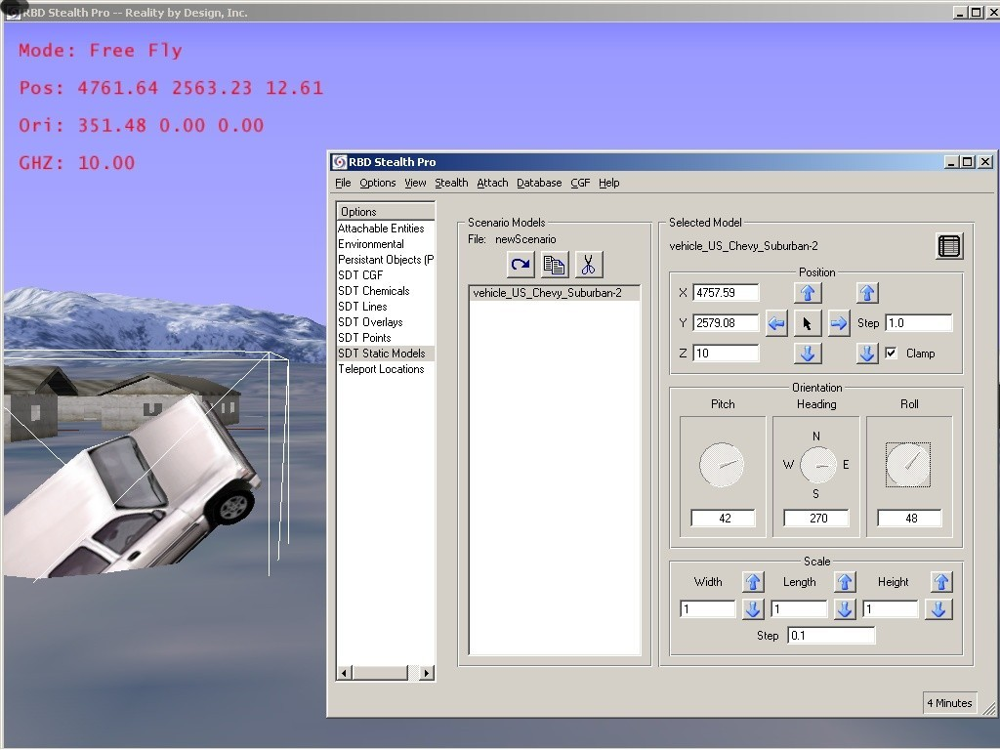 RBD Stealth Pro -- Reality by Design, Inc.
Mode: Free Fly
Pos: 4761.64 2563.23 12.61
Ori: 351.48 0.00 0.00
GHZ: 10.00
RBD Stealth Pro
File Options View Stealth Attach Database CGF Help
Options
Attachable Entities
Environmental
Persistant Objects (P
SDT CGF
SDT Chemicals
SDT Lines
SDT Overlays
SDT Points
SDT Static Models
Teleport Locations
Scenario Models
File: newScenario
vehicle_US_Chevy_Suburban-2
Selected Model
vehicle_US_Chevy_Suburban-2
Position
X 4757.59
Y 2579.08 Step 1.0
Z 10 Clamp
Orientation
Pitch Heading Roll
N
W E
S
42 270 48
Scale
Width Length Height
1 1 1
Step 0.1
4 Minutes